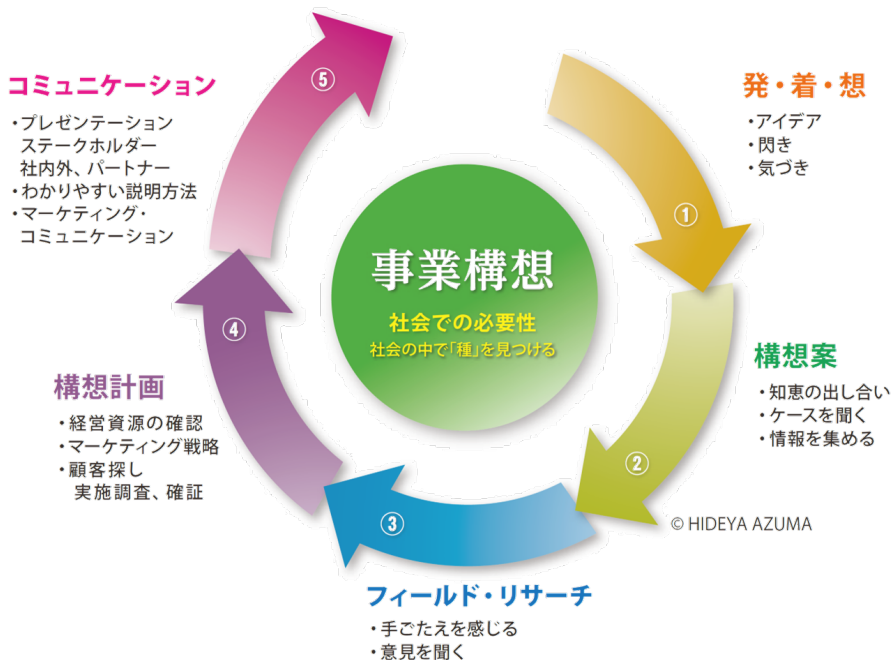 事業構想
社会での必要性
社会の中で「種」を見つける
①
発・着・想
・アイデア
・閃き
・気づき
②
構想案
・知恵の出し合い
・ケースを聞く
・情報を集める
③
フィールド・リサーチ
・手ごたえを感じる
・意見を聞く
④
構想計画
・経営資源の確認
・マーケティング戦略
・顧客探し
実施調査、確証
⑤
コミュニケーション
・プレゼンテーション
ステークホルダー
社内外、パートナー
・わかりやすい説明方法
・マーケティング・
コミュニケーション
© HIDEYA AZUMA